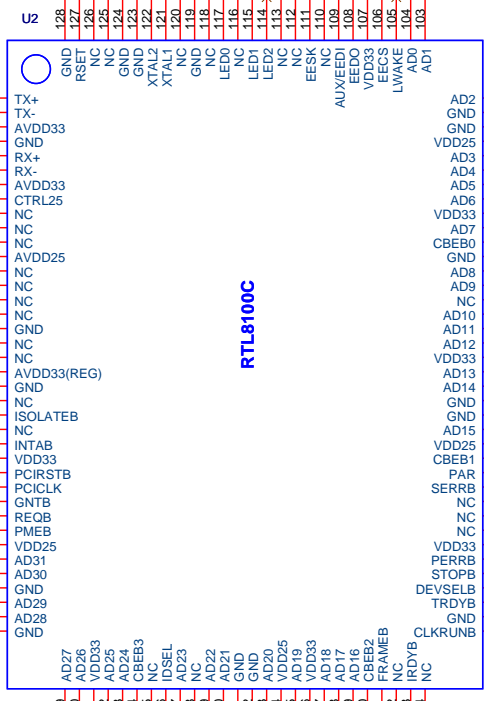 U2
128
127
126
125
124
123
122
121
120
119
118
117
116
115
114
113
112
111
110
109
108
107
106
105
104
103
GND
RSET
NC
NC
GND
GND
XTAL2
XTAL1
NC
GND
NC
LED0
NC
LED1
LED2
NC
NC
EESK
NC
AUX/EEDI
EEDO
VDD33
EECS
LWAKE
AD0
AD1
TX+
TX-
AVDD33
GND
RX+
RX-
AVDD33
CTRL25
NC
NC
NC
AVDD25
NC
NC
NC
NC
GND
NC
NC
AVDD33(REG)
GND
NC
ISOLATEB
NC
INTAB
VDD33
PCIRSTB
PCICLK
GNTB
REQB
PMEB
VDD25
AD31
AD30
GND
AD29
AD28
GND
RTL8100C
AD2
GND
GND
VDD25
AD3
AD4
AD5
AD6
VDD33
AD7
CBEB0
GND
AD8
AD9
NC
AD10
AD11
AD12
VDD33
AD13
AD14
GND
GND
AD15
VDD25
CBEB1
PAR
SERRB
NC
NC
NC
VDD33
PERRB
STOPB
DEVSELB
TRDYB
GND
CLKRUNB
AD27
AD26
VDD33
AD25
AD24
CBEB3
NC
IDSEL
AD23
NC
AD22
AD21
GND
GND
AD20
VDD25
AD19
VDD33
AD18
AD17
AD16
CBEB2
FRAMEB
NC
IRDYB
NC